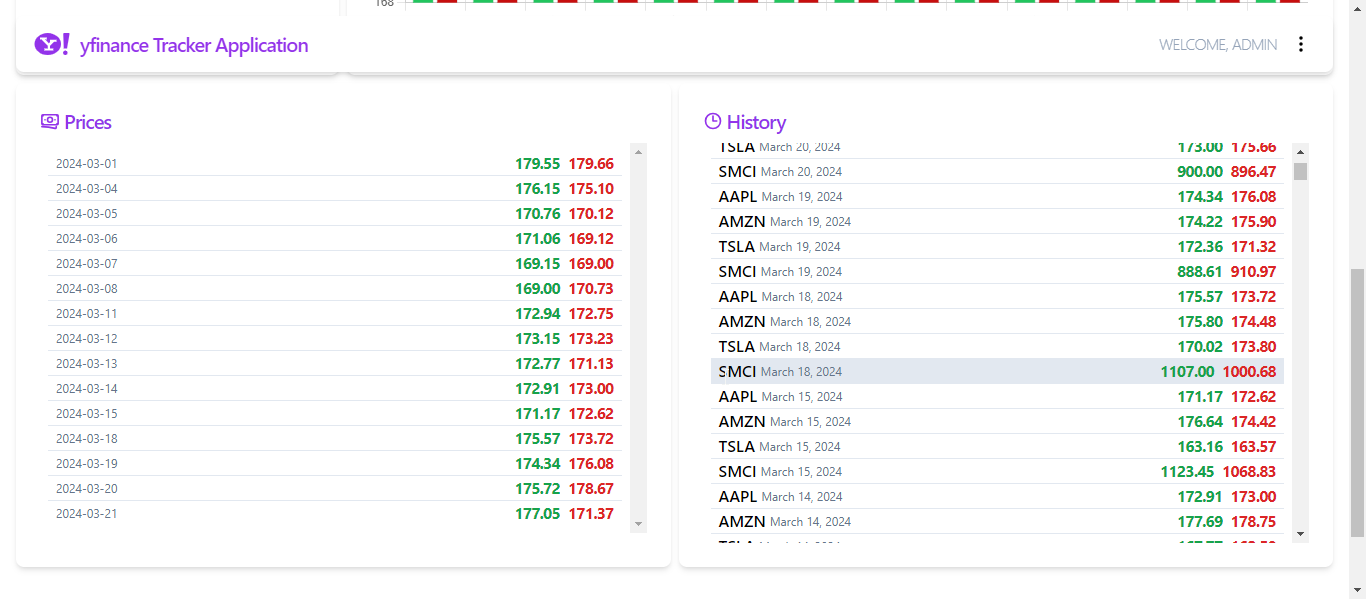 168
yfinance Tracker Application
WELCOME, ADMIN
Prices
2024-03-01 179.55 179.66
2024-03-04 176.15 175.10
2024-03-05 170.76 170.12
2024-03-06 171.06 169.12
2024-03-07 169.15 169.00
2024-03-08 169.00 170.73
2024-03-11 172.94 172.75
2024-03-12 173.15 173.23
2024-03-13 172.77 171.13
2024-03-14 172.91 173.00
2024-03-15 171.17 172.62
2024-03-18 175.57 173.72
2024-03-19 174.34 176.08
2024-03-20 175.72 178.67
2024-03-21 177.05 171.37
History
TSLA March 20, 2024 173.00 175.66
SMCI March 20, 2024 900.00 896.47
AAPL March 19, 2024 174.34 176.08
AMZN March 19, 2024 174.22 175.90
TSLA March 19, 2024 172.36 171.32
SMCI March 19, 2024 888.61 910.97
AAPL March 18, 2024 175.57 173.72
AMZN March 18, 2024 175.80 174.48
TSLA March 18, 2024 170.02 173.80
SMCI March 18, 2024 1107.00 1000.68
AAPL March 15, 2024 171.17 172.62
AMZN March 15, 2024 176.64 174.42
TSLA March 15, 2024 163.16 163.57
SMCI March 15, 2024 1123.45 1068.83
AAPL March 14, 2024 172.91 173.00
AMZN March 14, 2024 177.69 178.75